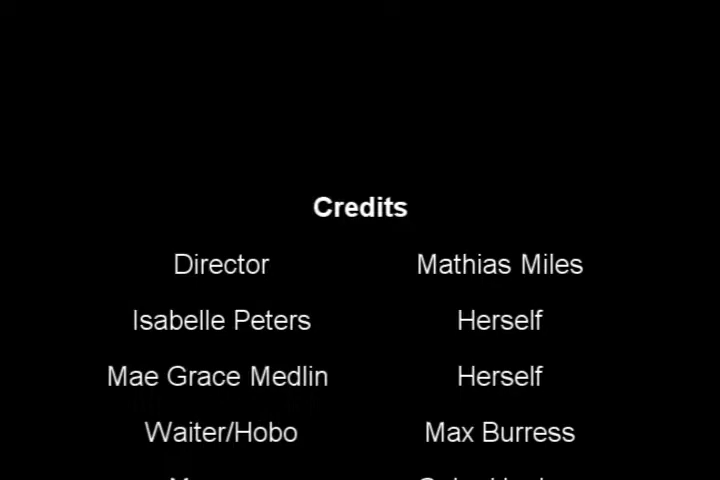 Credits
Director Mathias Miles
Isabelle Peters Herself
Mae Grace Medlin Herself
Waiter/Hobo Max Burress